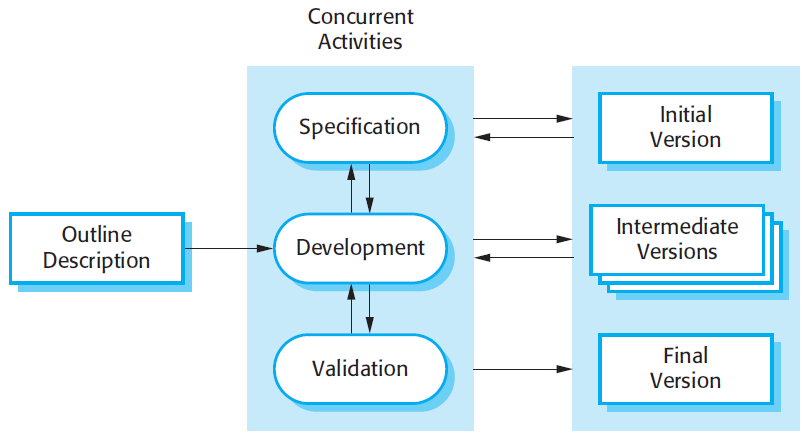 Concurrent
Activities
Specification
Initial
Version
Outline
Description
Development
Intermediate
Versions
Validation
Final
Version